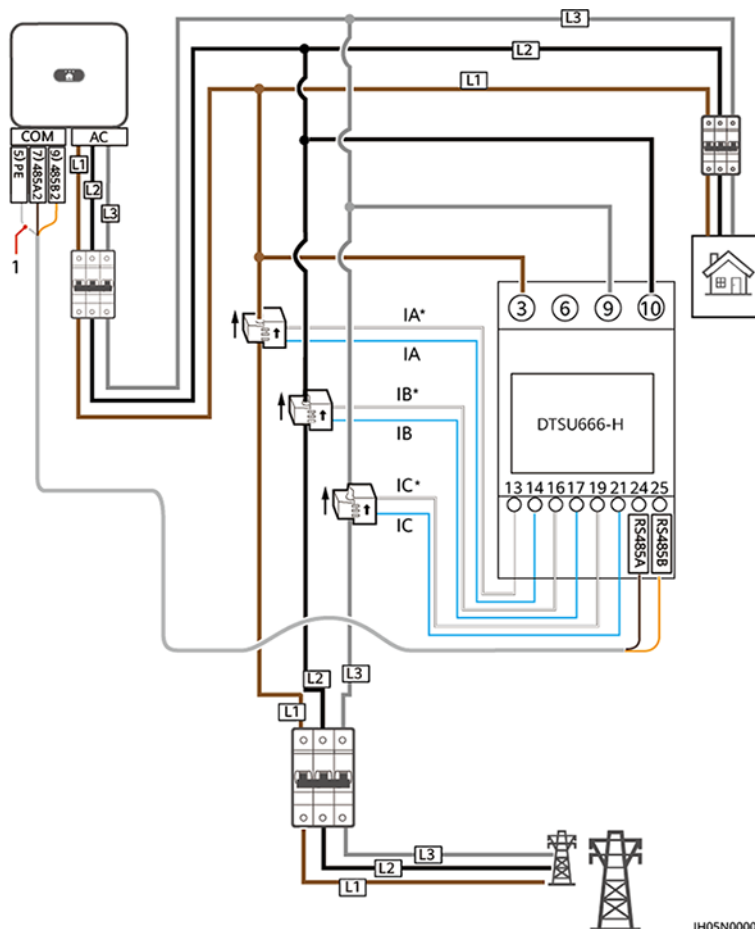 L3
L2
L1
COM
AC
5) PE
7) 485A2
9) 485B2
L1
L2
L3
1
3
6
9
10
IA*
IA
IB*
IB
DTSU666-H
IC*
IC
13 14 16 17 19 21 24 25
RS485A
RS485B
L2
L3
L1
L3
L2
L1
IH05N0000